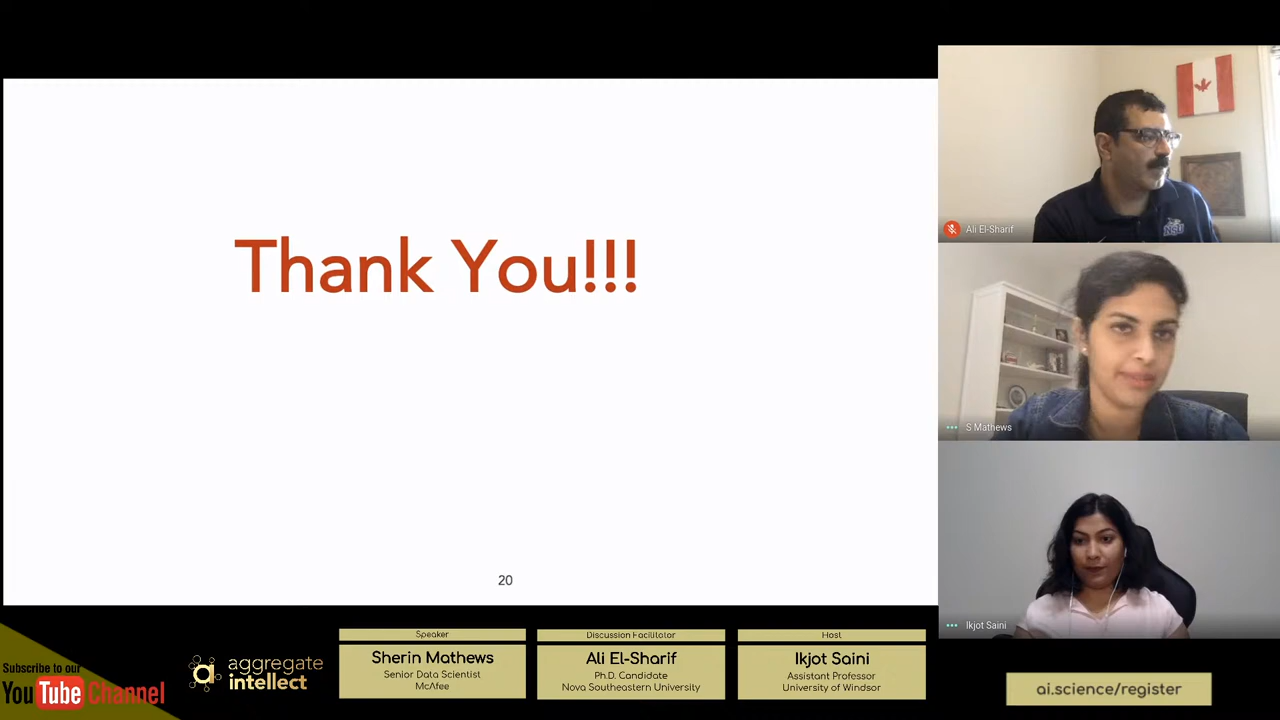 Thank You!!!
20
Ali El-Sharif
NSU
S Mathews
Ikjot Saini
Subscribe to our
YouTube Channel
aggregate
intellect
Speaker
Sherin Mathews
Senior Data Scientist
McAfee
Discussion Facilitator
Ali El-Sharif
Ph.D. Candidate
Nova Southeastern University
Host
Ikjot Saini
Assistant Professor
University of Windsor
ai.science/register